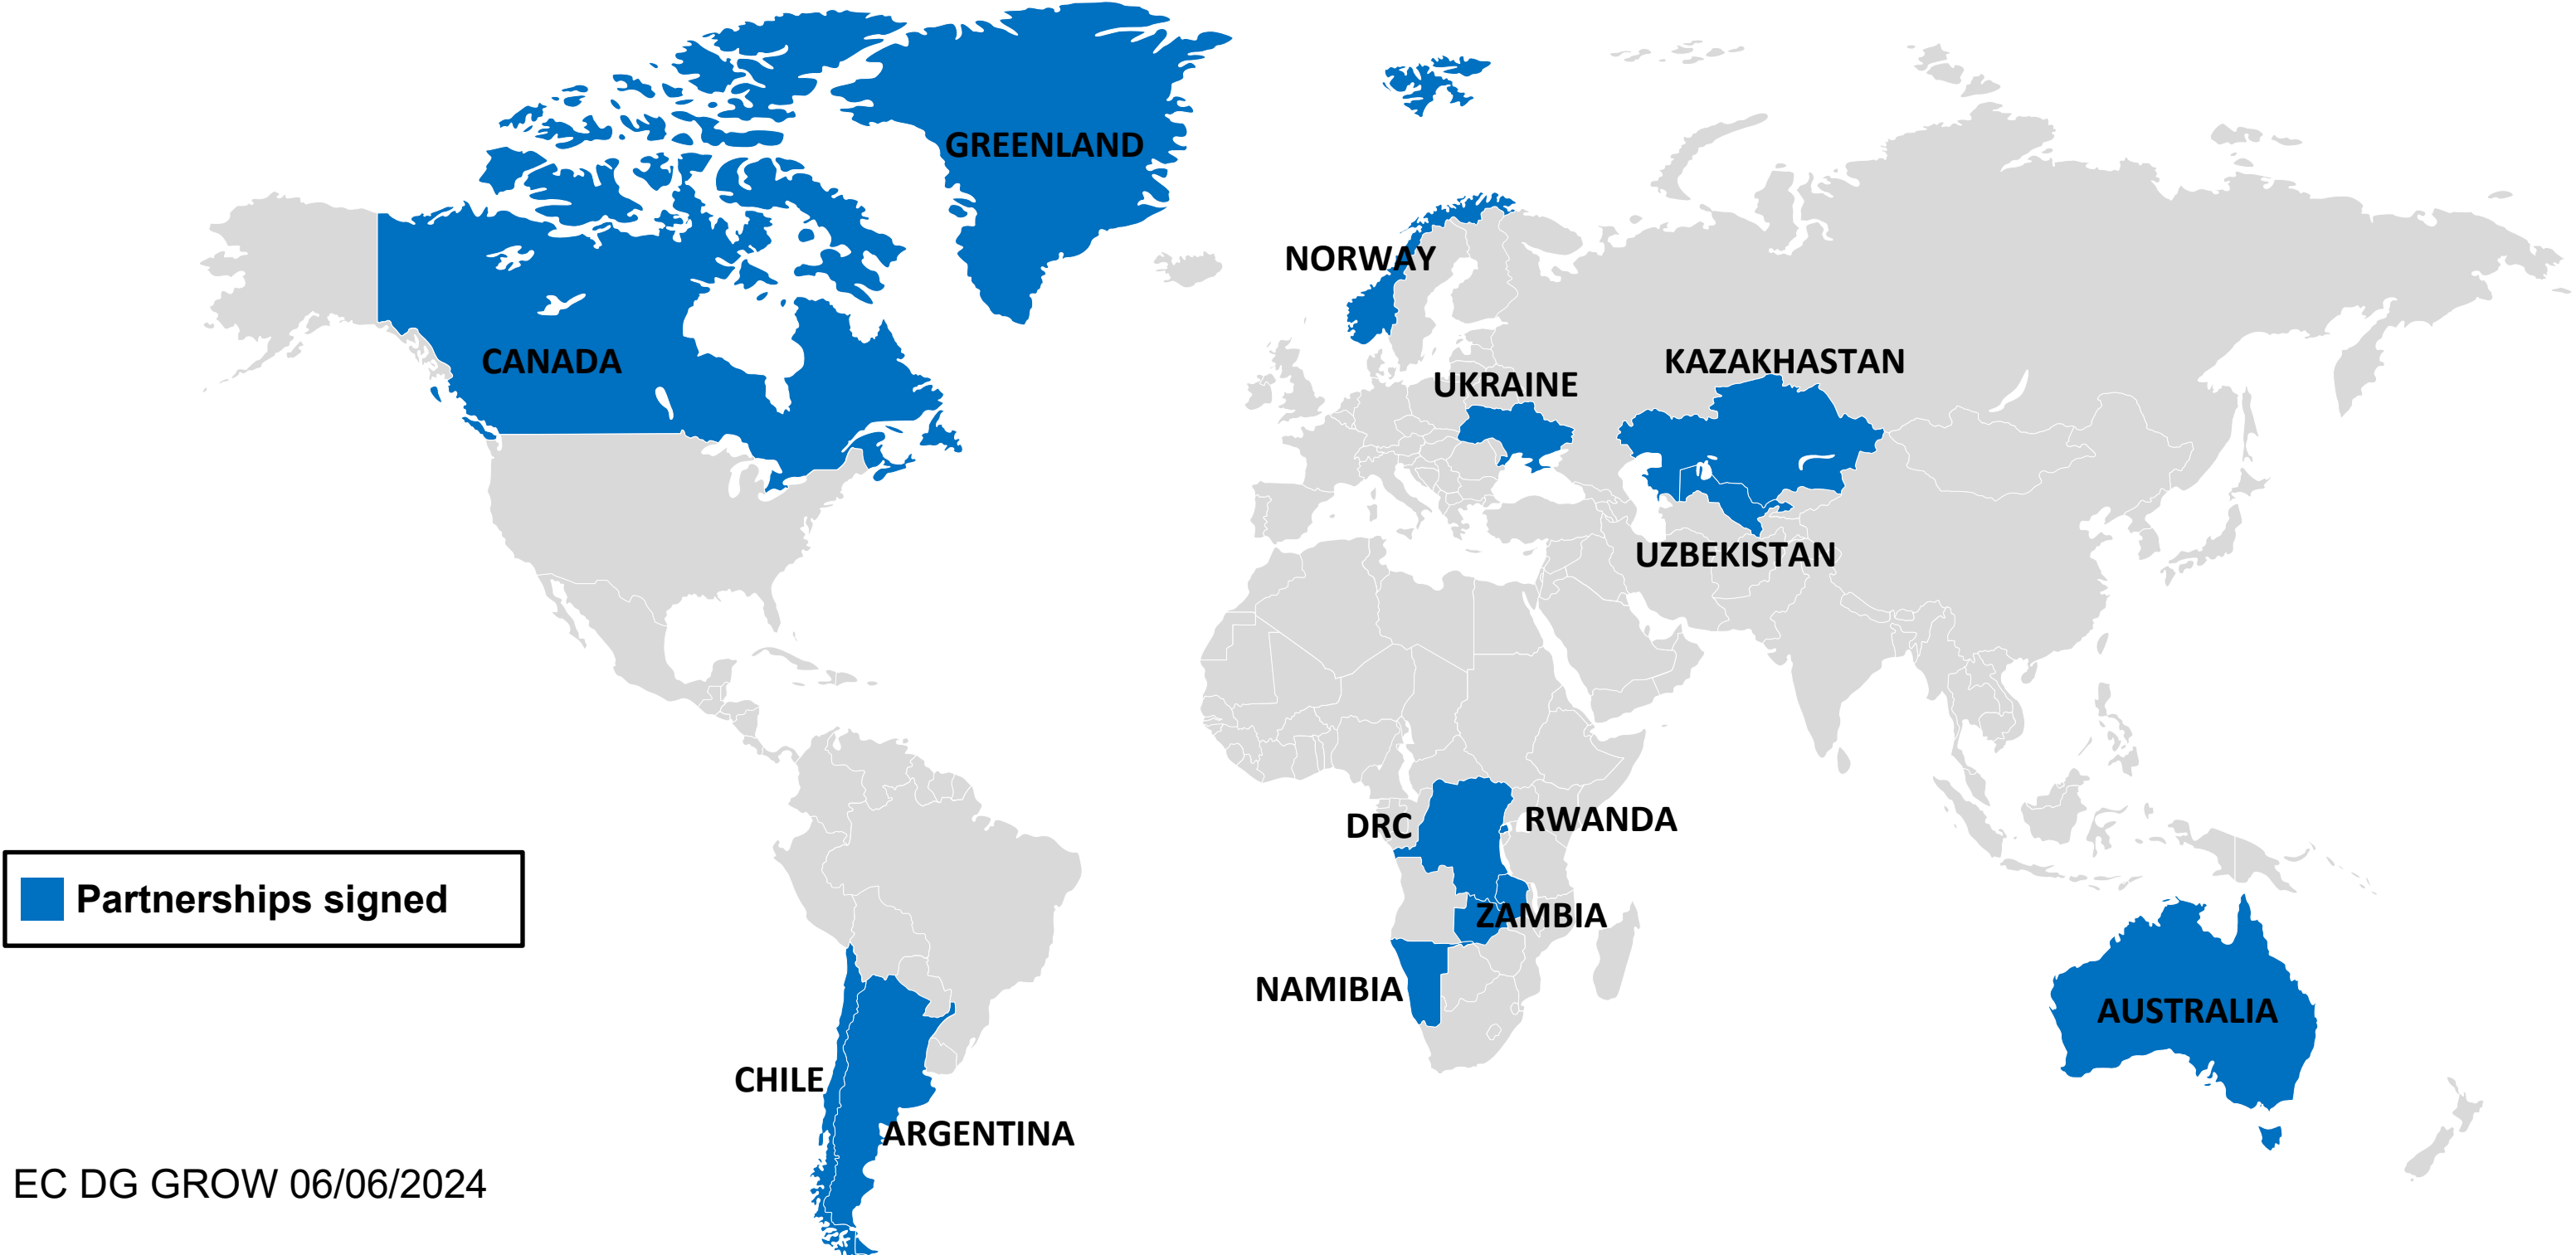 GREENLAND
NORWAY
CANADA
KAZAKHASTAN
UKRAINE
UZBEKISTAN
DRC
RWANDA
Partnerships signed
ZAMBIA
NAMIBIA
AUSTRALIA
CHILE
ARGENTINA
EC DG GROW 06/06/2024